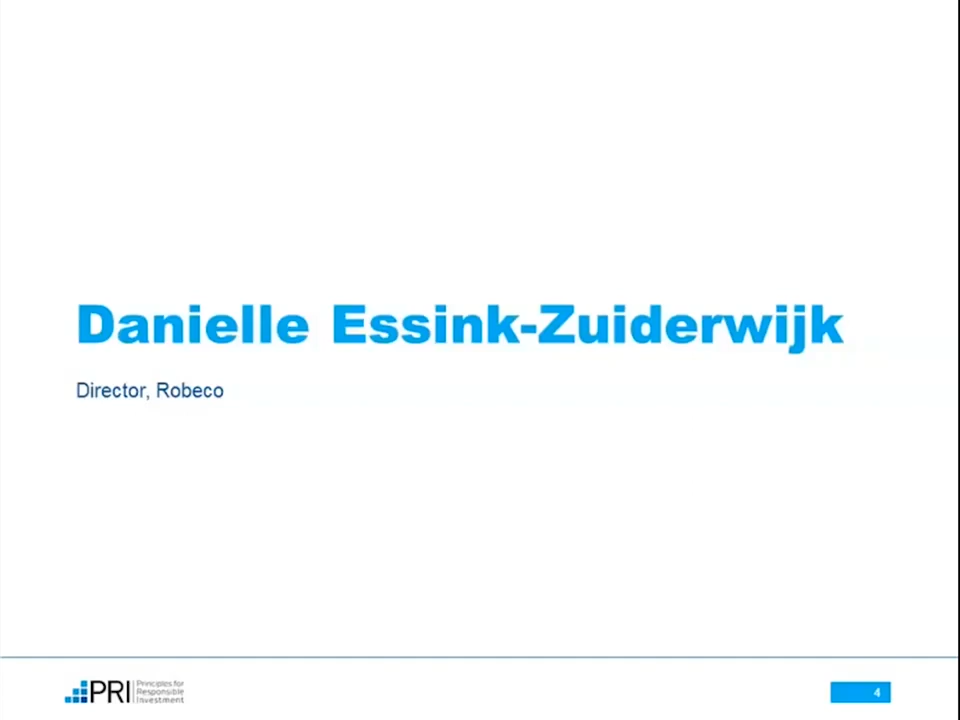 Danielle Essink-Zuiderwijk
Director, Robeco
PRI
Principles for
Responsible
Investment
4